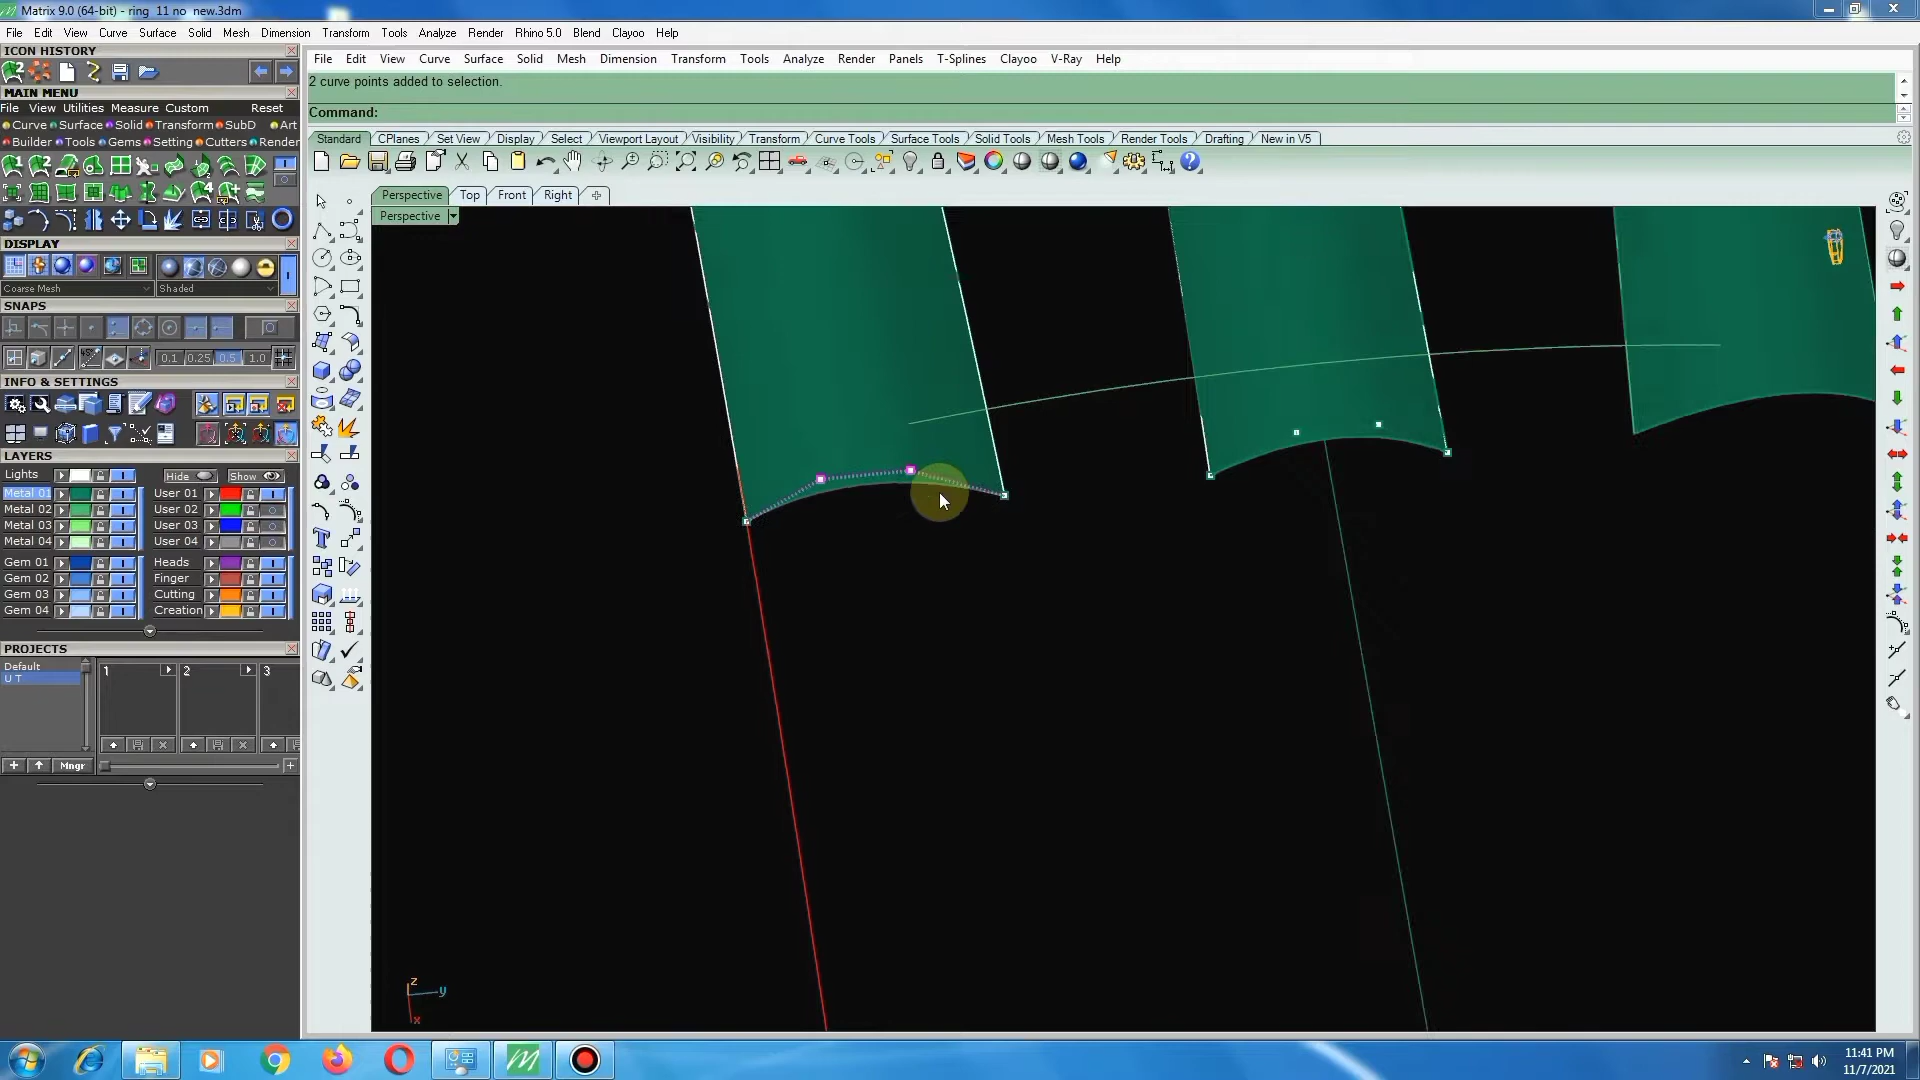 Matrix 9.0 (64-bit) - ring  11 no  new.3dm
File Edit View Curve Surface Solid Mesh Dimension Transform Tools Analyze Render Rhino 5.0 Blend Clayoo Help
ICON HISTORY
MAIN MENU
File View Utilities Measure Custom Reset
Curve Surface Solid Transform SubD Art
Builder Tools Gems Setting Cutters Render
DISPLAY
Coarse Mesh Shaded
SNAPS
0.1 0.25 0.5 1.0
INFO & SETTINGS
LAYERS
Lights Hide Show
Metal 01 User 01
Metal 02 User 02
Metal 03 User 03
Metal 04 User 04
Gem 01 Heads
Gem 02 Finger
Gem 03 Cutting
Gem 04 Creation
PROJECTS
Default
U T
1 2 3
Mngr
File Edit View Curve Surface Solid Mesh Dimension Transform Tools Analyze Render Panels T-Splines Clayoo V-Ray Help
2 curve points added to selection.
Command:
Standard CPlanes Set View Display Select Viewport Layout Visibility Transform Curve Tools Surface Tools Solid Tools Mesh Tools Render Tools Drafting New in V5
Perspective Top Front Right
Perspective
z
y
x
11:41 PM
11/7/2021